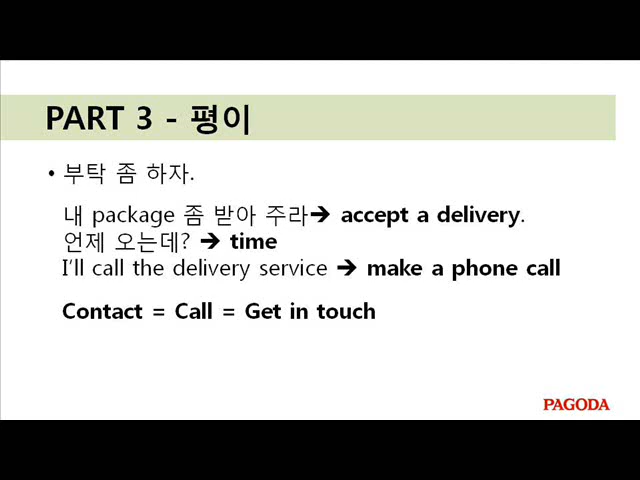 PART 3 - 평이
• 부탁 좀 하자.
내 package 좀 받아 주라➔ accept a delivery.
언제 오는데? ➔ time
I'll call the delivery service ➔ make a phone call
Contact = Call = Get in touch
PAGODA